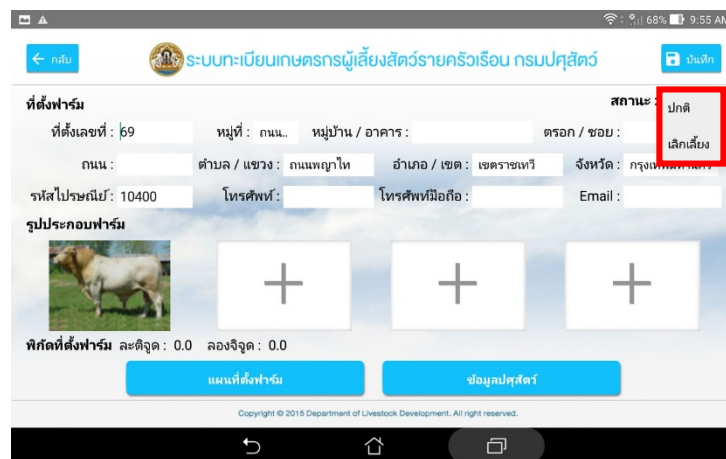 68% 9:55 AM
กลับ ระบบทะเบียนเกษตรกรผู้เลี้ยงสัตว์รายครัวเรือน กรมปศุสัตว์ บันทึก
ที่ตั้งฟาร์ม สถานะ : ปกติ
เลิกเลี้ยง
ที่ตั้งเลขที่ : 69 หมู่ที่ : ถนน.. หมู่บ้าน / อาคาร : ตรอก / ซอย :
ถนน : ตำบล / แขวง : ถนนพญาไท อำเภอ / เขต : เขตราชเทวี จังหวัด :
รหัสไปรษณีย์ : 10400 โทรศัพท์ : โทรศัพท์มือถือ : Email :
รูปประกอบฟาร์ม
พิกัดที่ตั้งฟาร์ม ละติจูด : 0.0 ลองจิจูด : 0.0
แผนที่ตั้งฟาร์ม ข้อมูลปศุสัตว์
Copyright © 2015 Department of Livestock Development. All right reserved.